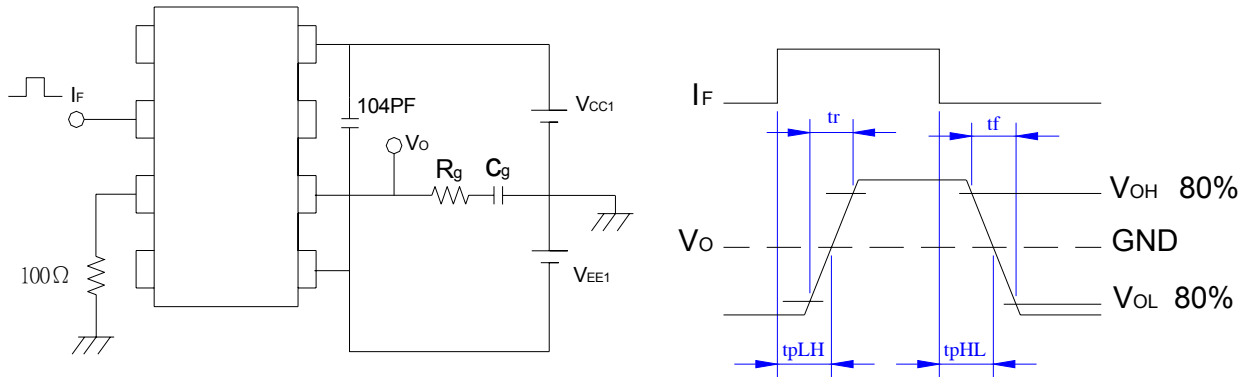 IF
104PF
VCC1
VO
Rg
Cg
100Ω
VEE1
IF
tr
tf
VOH 80%
VO
GND
VOL 80%
tpLH
tpHL